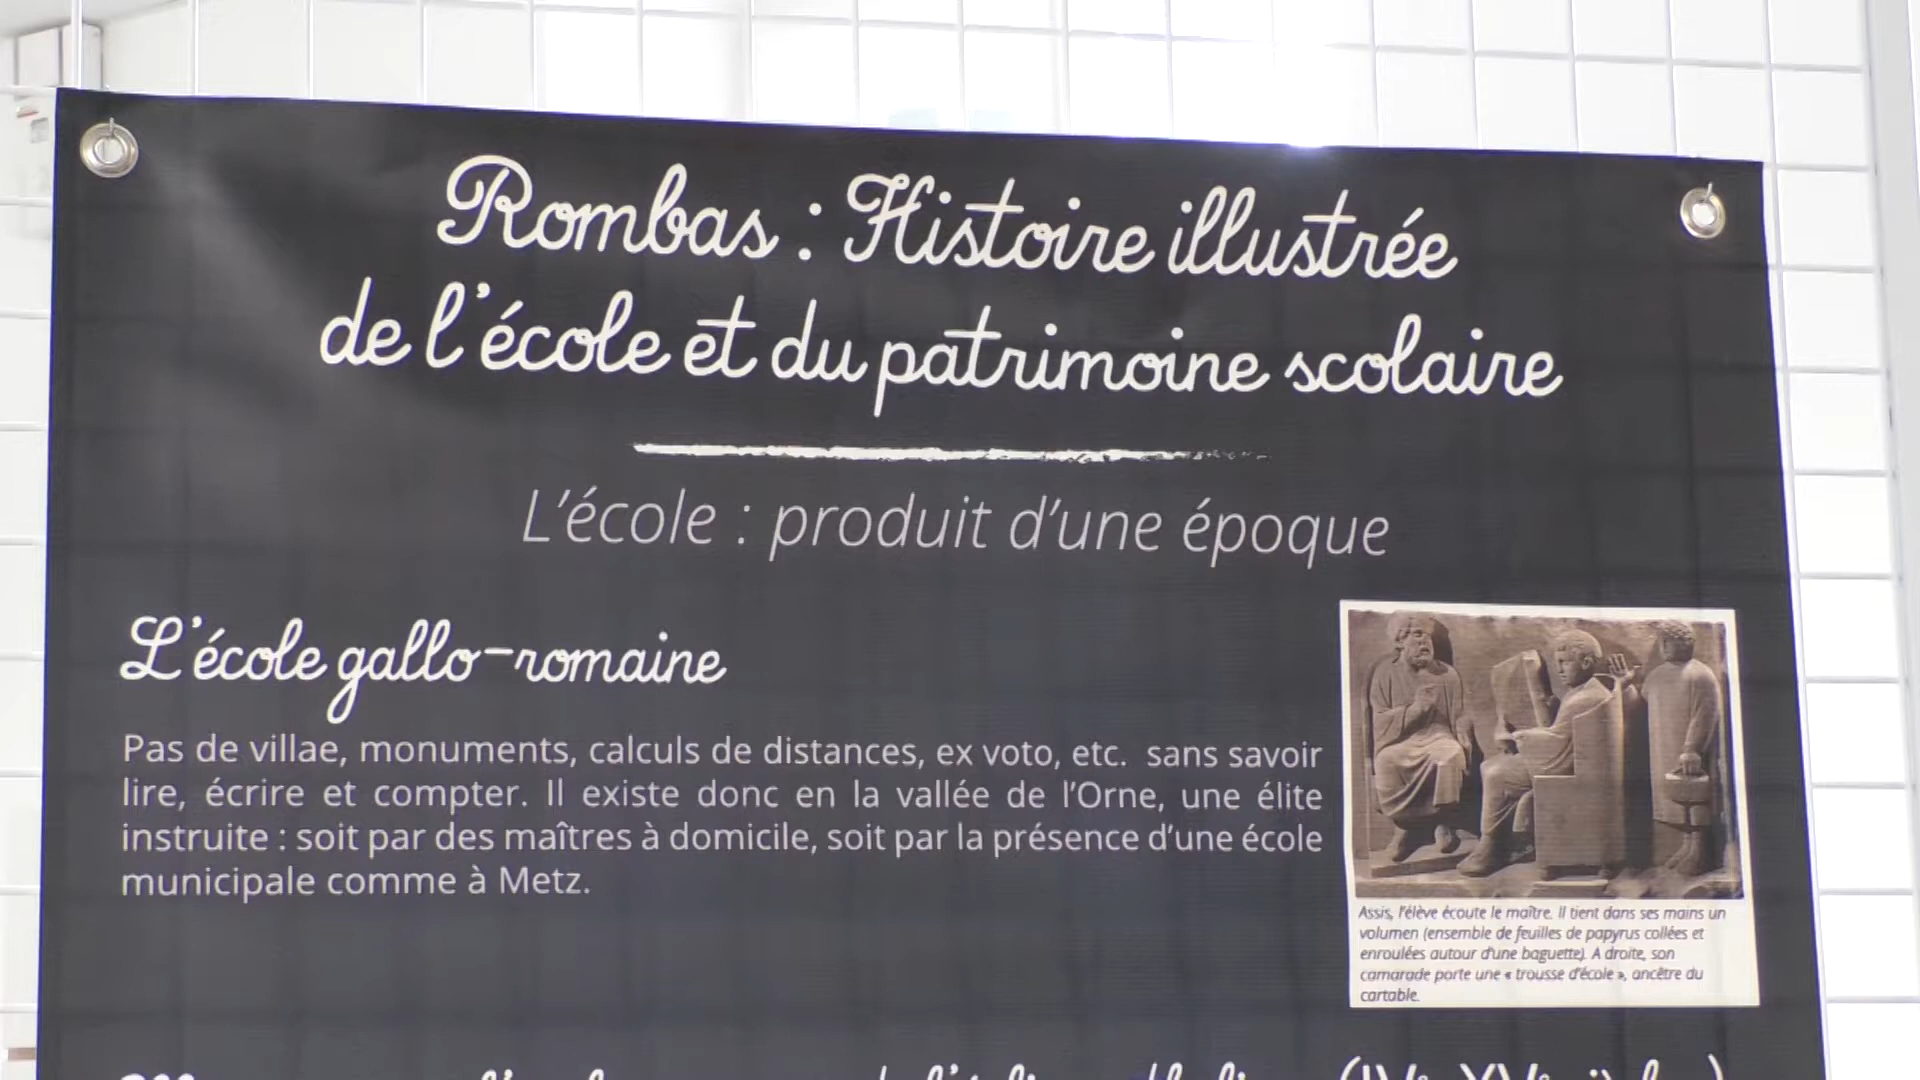 Rombas : Histoire illustrée
de l'école et du patrimoine scolaire
L'école : produit d'une époque
L'école gallo-romaine
Pas de villae, monuments, calculs de distances, ex voto, etc. sans savoir
lire, écrire et compter. Il existe donc en la vallée de l'Orne, une élite
instruite : soit par des maîtres à domicile, soit par la présence d'une école
municipale comme à Metz.
Assis, l'élève écoute le maître. Il tient dans ses mains un
volumen (ensemble de feuilles de papyrus collées et
enroulées autour d'une baguette). A droite, son
camarade porte une « trousse d'école », ancêtre du
cartable.